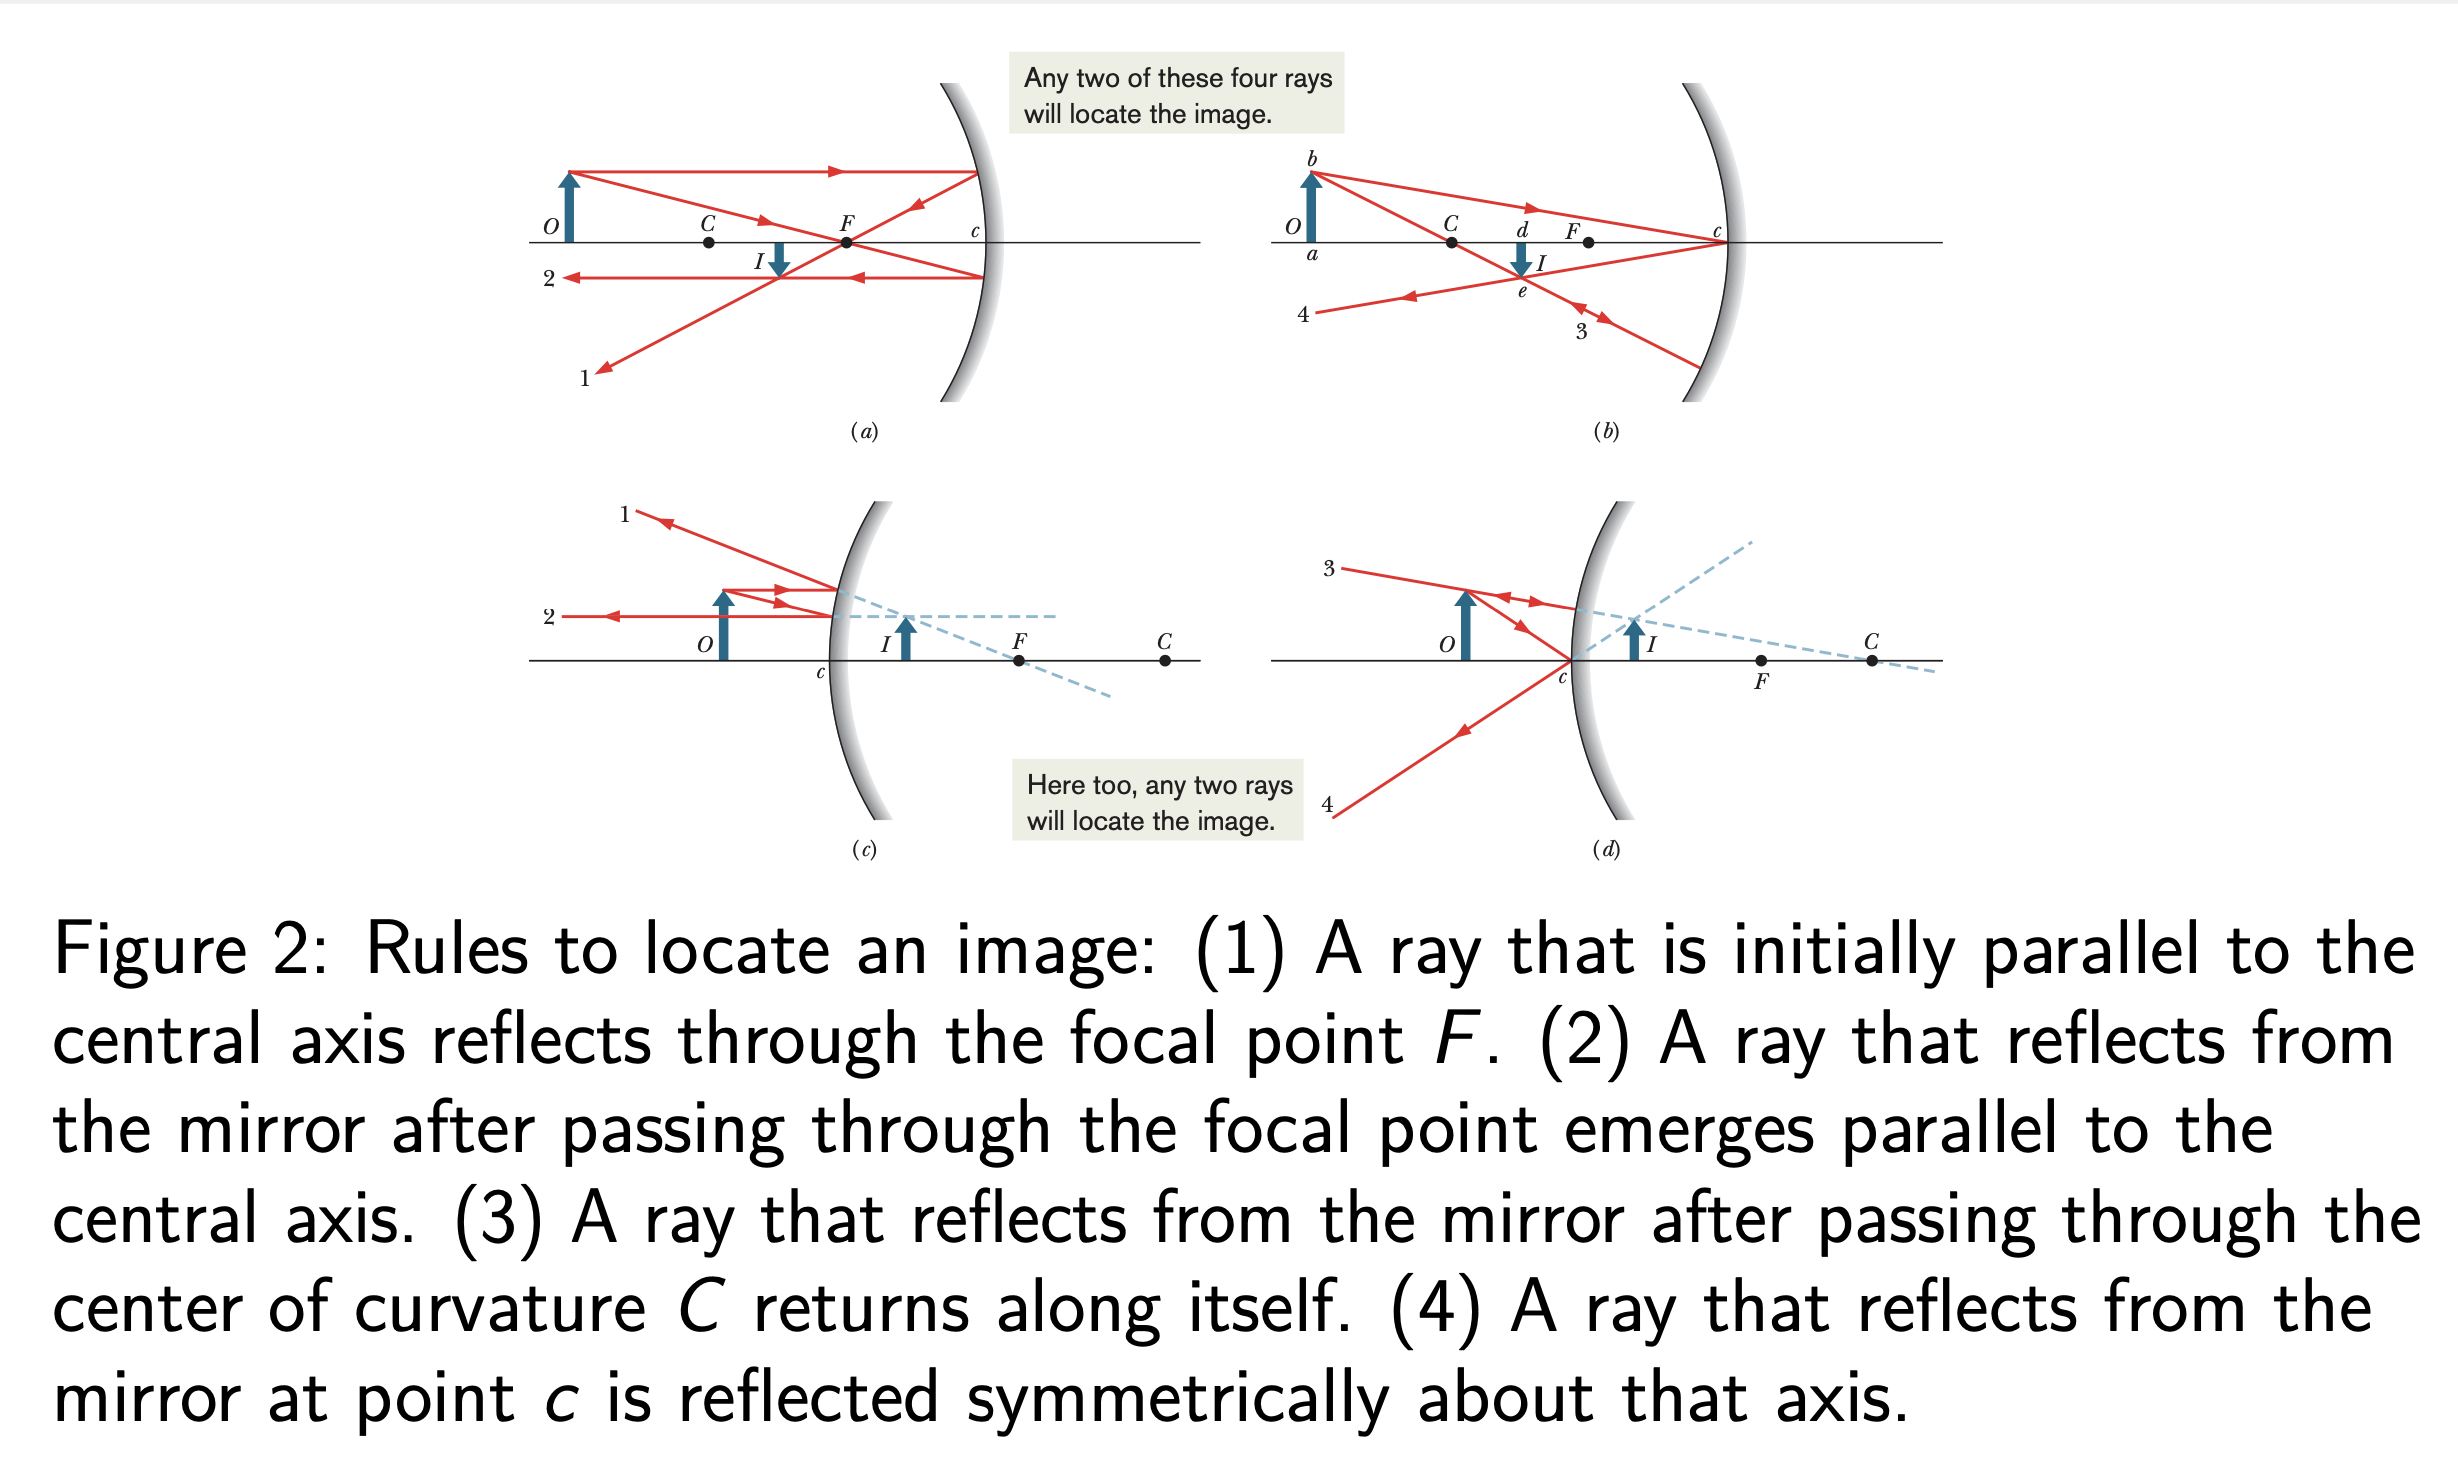 Any two of these four rays
will locate the image.
O
C
I
F
c
2
1
(a)
b
O
a
C
d
F
c
I
e
4
3
(b)
1
2
O
c
I
F
C
(c)
3
O
c
I
F
C
4
(d)
Here too, any two rays
will locate the image.
Figure 2: Rules to locate an image: (1) A ray that is initially parallel to the
central axis reflects through the focal point F. (2) A ray that reflects from
the mirror after passing through the focal point emerges parallel to the
central axis. (3) A ray that reflects from the mirror after passing through the
center of curvature C returns along itself. (4) A ray that reflects from the
mirror at point c is reflected symmetrically about that axis.